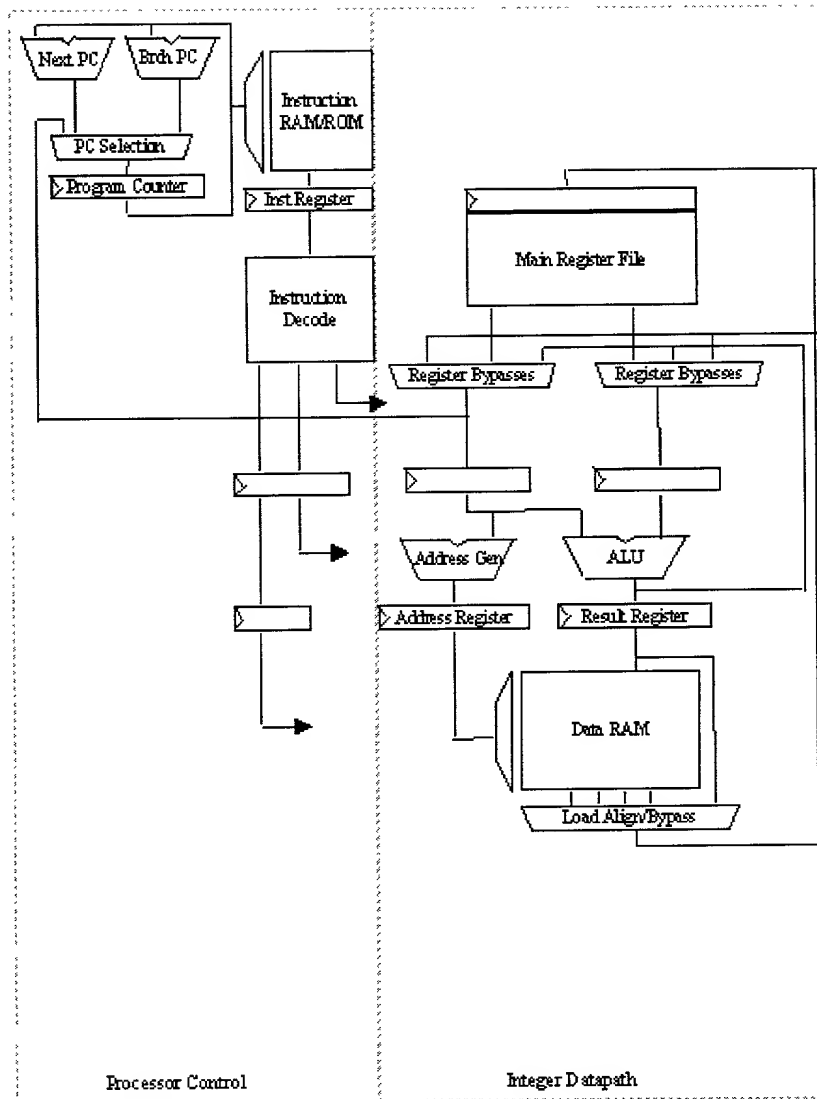 Next PC
Brch PC
Instruction
RAM/ROM
PC Selection
Program Counter
Inst Register
Main Register File
Instruction
Decode
Register Bypasses
Register Bypasses
Address Gen
ALU
Address Register
Result Register
Data RAM
Load Align/Bypass
Processor Control
Integer Datapath